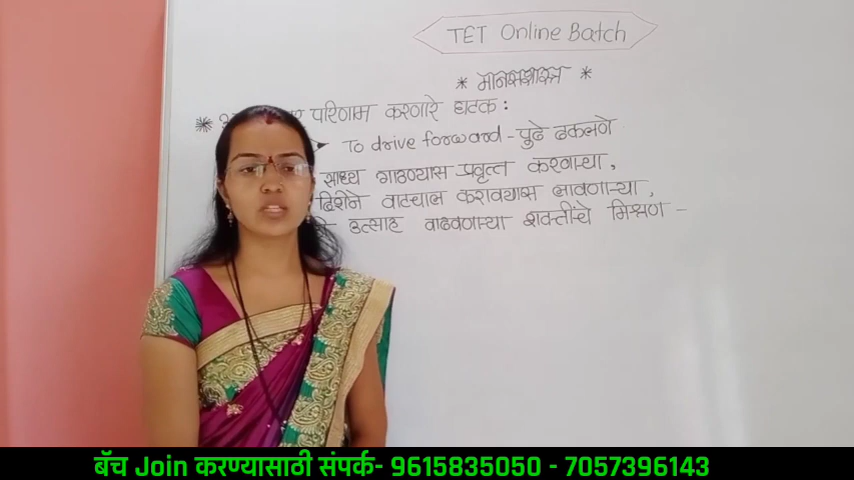 TET Online Batch
* मानसशास्त्र *
* परिणाम करणारे घटक :
To drive forward - पुढे ढकलणे
साध्य गाठण्यास प्रवृत्त करणाऱ्या ,
दिशेने वाटचाल करावयास लावणाऱ्या ,
उत्साह वाढवणाऱ्या शक्तींचे मिश्रण -
बॅच Join करण्यासाठी संपर्क- 9615835050 - 7057396143